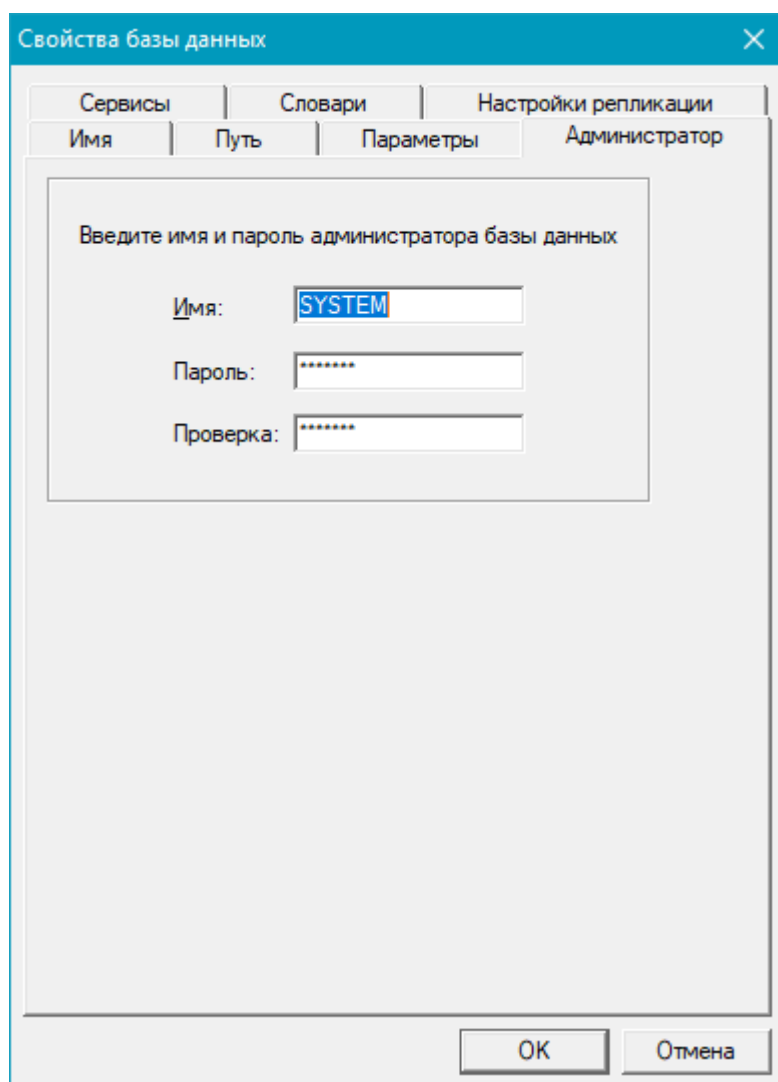 Свойства базы данных
Сервисы Словари Настройки репликации
Имя Путь Параметры Администратор
Введите имя и пароль администратора базы данных
Имя: SYSTEM
Пароль: *******
Проверка: *******
OK Отмена